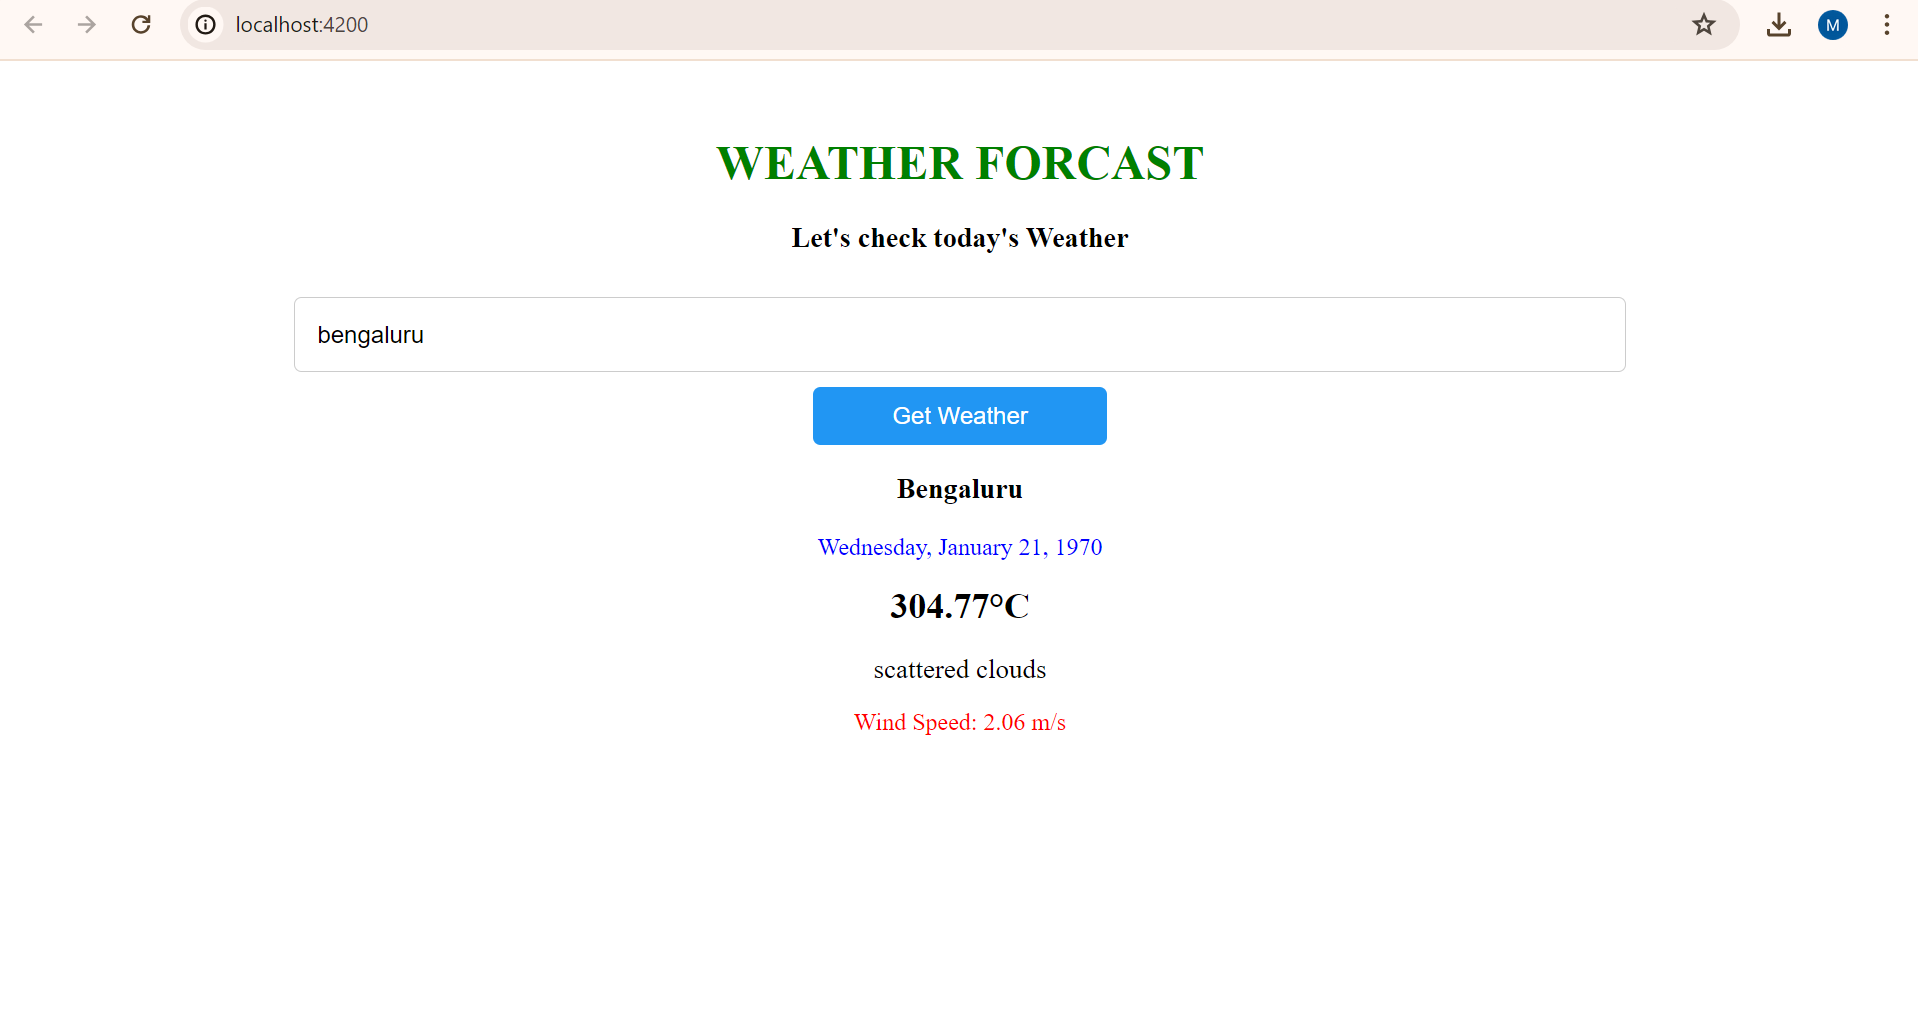 localhost:4200
M
WEATHER FORCAST
Let's check today's Weather
bengaluru
Get Weather
Bengaluru
Wednesday, January 21, 1970
304.77°C
scattered clouds
Wind Speed: 2.06 m/s